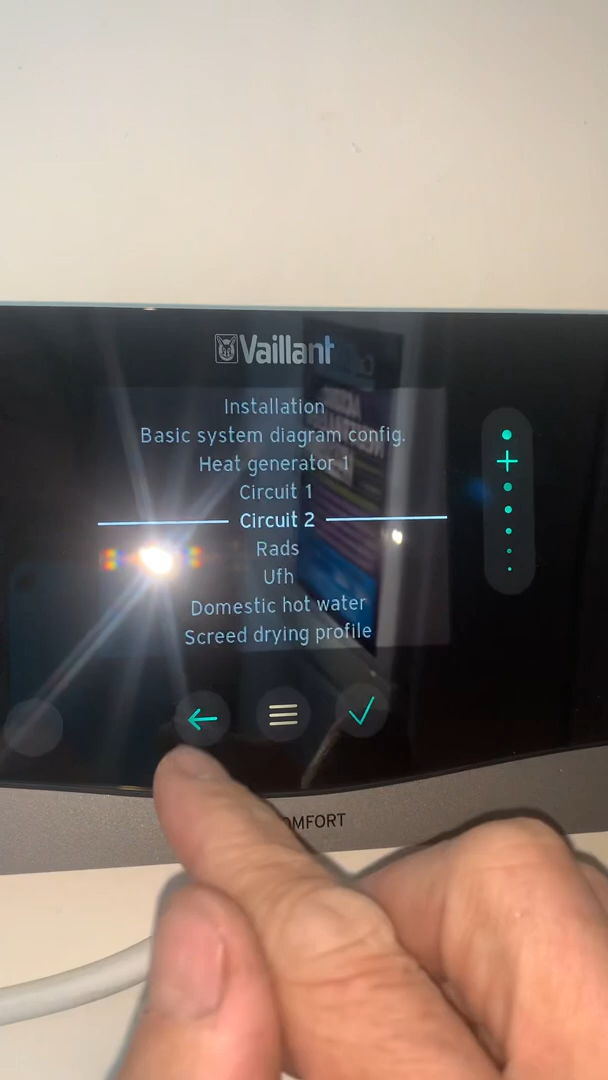 Vaillant
Installation
Basic system diagram config.
Heat generator 1
Circuit 1
Circuit 2
Rads
Ufh
Domestic hot water
Screed drying profile
OMFORT